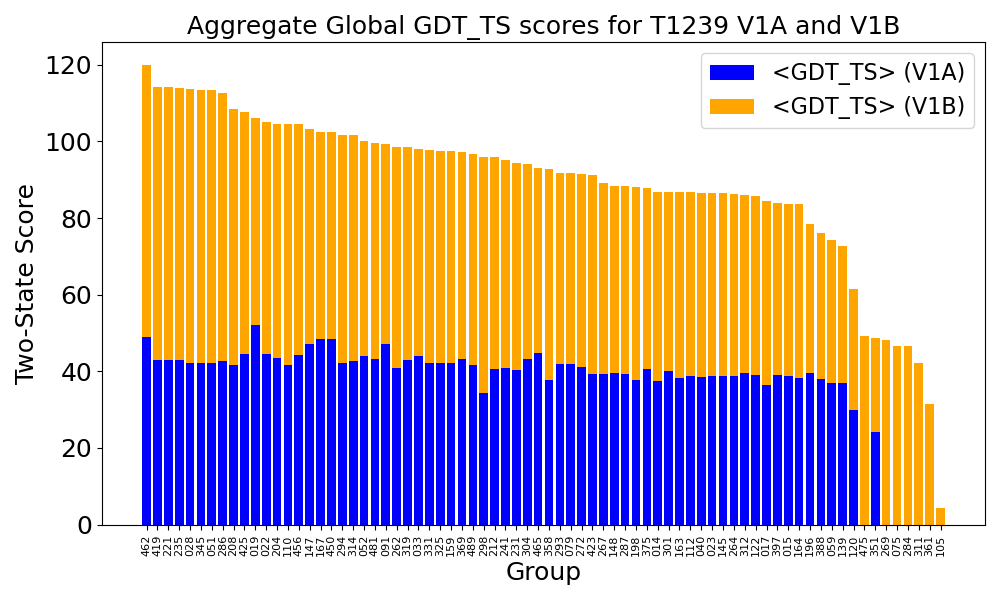 Aggregate Global GDT_TS scores for T1239 V1A and V1B
<GDT_TS> (V1A)
<GDT_TS> (V1B)
Two-State Score
120
100
80
60
40
20
0
462 419 221 235 028 345 051 286 208 425 019 022 204 110 456 147 167 450 294 314 052 481 091 262 319 033 331 325 159 369 489 298 212 241 231 304 465 358 293 079 272 423 267 148 287 198 375 014 301 163 112 040 023 145 264 312 122 017 397 015 164 196 388 059 139 120 475 351 269 075 284 311 361 105
Group